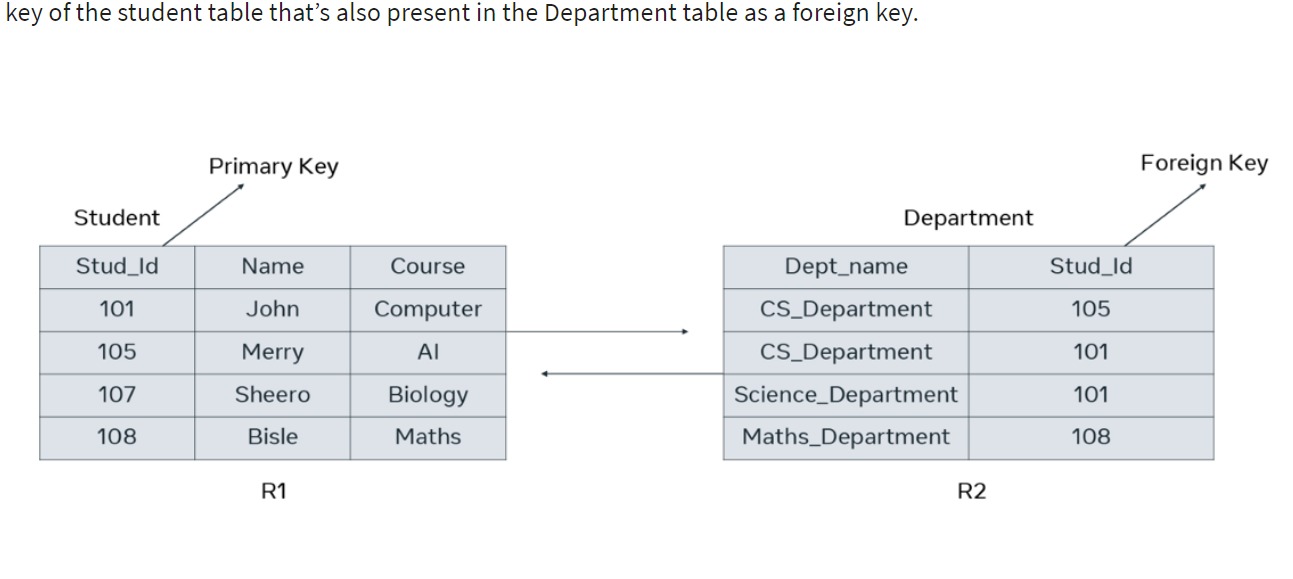 key of the student table that’s also present in the Department table as a foreign key.
Primary Key
Foreign Key
Student
Department
Stud_Id Name Course
101 John Computer
105 Merry AI
107 Sheero Biology
108 Bisle Maths
R1
Dept_name Stud_Id
CS_Department 105
CS_Department 101
Science_Department 101
Maths_Department 108
R2